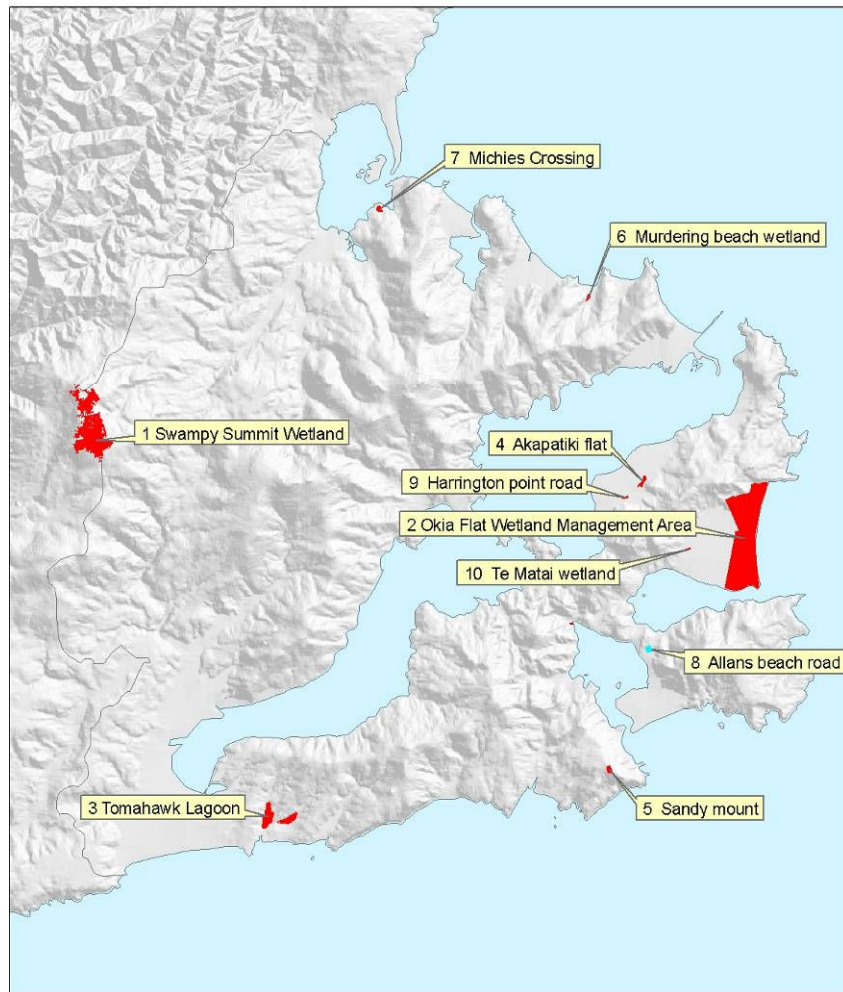 7 Michies Crossing
6 Murdering beach wetland
1 Swampy Summit Wetland
4 Akapatiki flat
9 Harrington point road
2 Okia Flat Wetland Management Area
10 Te Matai wetland
8 Allans beach road
3 Tomahawk Lagoon
5 Sandy mount